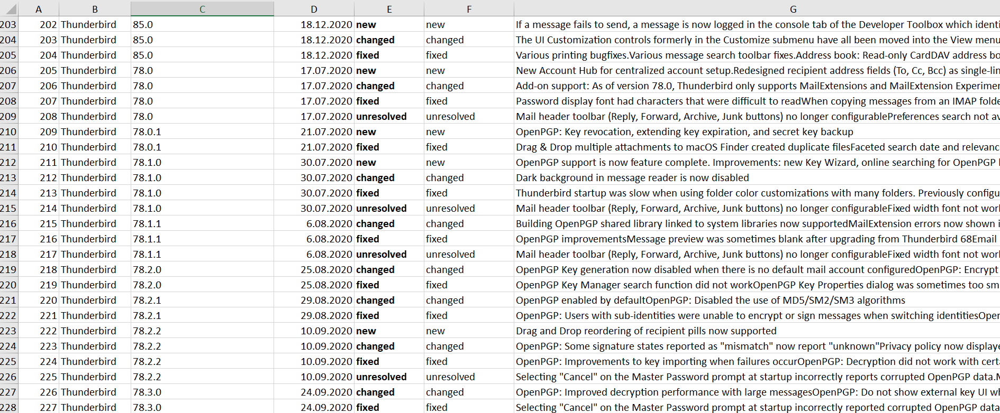 A B C D E F G
203 202 Thunderbird 85.0 18.12.2020 new new If a message fails to send, a message is now logged in the console tab of the Developer Toolbox which identi
204 203 Thunderbird 85.0 18.12.2020 changed changed The UI Customization controls formerly in the Customize submenu have all been moved into the View menu
205 204 Thunderbird 85.0 18.12.2020 fixed fixed Various printing bugfixes.Various message search toolbar fixes.Address book: Read-only CardDAV address bo
206 205 Thunderbird 78.0 17.07.2020 new new New Account Hub for centralized account setup.Redesigned recipient address fields (To, Cc, Bcc) as single-lin
207 206 Thunderbird 78.0 17.07.2020 changed changed Add-on support: As of version 78.0, Thunderbird only supports MailExtensions and MailExtension Experimen
208 207 Thunderbird 78.0 17.07.2020 fixed fixed Password display font had characters that were difficult to readWhen copying messages from an IMAP folde
209 208 Thunderbird 78.0 17.07.2020 unresolved unresolved Mail header toolbar (Reply, Forward, Archive, Junk buttons) no longer configurablePreferences search not av
210 209 Thunderbird 78.0.1 21.07.2020 new new OpenPGP: Key revocation, extending key expiration, and secret key backup
211 210 Thunderbird 78.0.1 21.07.2020 fixed fixed Drag & Drop multiple attachments to macOS Finder created duplicate filesFaceted search date and relevanc
212 211 Thunderbird 78.1.0 30.07.2020 new new OpenPGP support is now feature complete. Improvements: new Key Wizard, online searching for OpenPGP
213 212 Thunderbird 78.1.0 30.07.2020 changed changed Dark background in message reader is now disabled
214 213 Thunderbird 78.1.0 30.07.2020 fixed fixed Thunderbird startup was slow when using folder color customizations with many folders. Previously configu
215 214 Thunderbird 78.1.0 30.07.2020 unresolved unresolved Mail header toolbar (Reply, Forward, Archive, Junk buttons) no longer configurableFixed width font not worl
216 215 Thunderbird 78.1.1 6.08.2020 changed changed Building OpenPGP shared library linked to system libraries now supportedMailExtension errors now shown i
217 216 Thunderbird 78.1.1 6.08.2020 fixed fixed OpenPGP improvementsMessage preview was sometimes blank after upgrading from Thunderbird 68Email
218 217 Thunderbird 78.1.1 6.08.2020 unresolved unresolved Mail header toolbar (Reply, Forward, Archive, Junk buttons) no longer configurableFixed width font not worl
219 218 Thunderbird 78.2.0 25.08.2020 changed changed OpenPGP Key generation now disabled when there is no default mail account configuredOpenPGP: Encrypt
220 219 Thunderbird 78.2.0 25.08.2020 fixed fixed OpenPGP Key Manager search function did not workOpenPGP Key Properties dialog was sometimes too sm
221 220 Thunderbird 78.2.1 29.08.2020 changed changed OpenPGP enabled by defaultOpenPGP: Disabled the use of MD5/SM2/SM3 algorithms
222 221 Thunderbird 78.2.1 29.08.2020 fixed fixed OpenPGP: Users with sub-identities were unable to encrypt or sign messages when switching identitiesOpen
223 222 Thunderbird 78.2.2 10.09.2020 new new Drag and Drop reordering of recipient pills now supported
224 223 Thunderbird 78.2.2 10.09.2020 changed changed OpenPGP: Some signature states reported as "mismatch" now report "unknown"Privacy policy now displaye
225 224 Thunderbird 78.2.2 10.09.2020 fixed fixed OpenPGP: Improvements to key importing when failures occurOpenPGP: Decryption did not work with certa
226 225 Thunderbird 78.2.2 10.09.2020 unresolved unresolved Selecting "Cancel" on the Master Password prompt at startup incorrectly reports corrupted OpenPGP data.M
227 226 Thunderbird 78.3.0 24.09.2020 changed changed OpenPGP: Improved decryption performance with large messagesOpenPGP: Do not show external key UI wh
228 227 Thunderbird 78.3.0 24.09.2020 fixed fixed Selecting "Cancel" on the Master Password prompt at startup incorrectly reported corrupted OpenPGP data